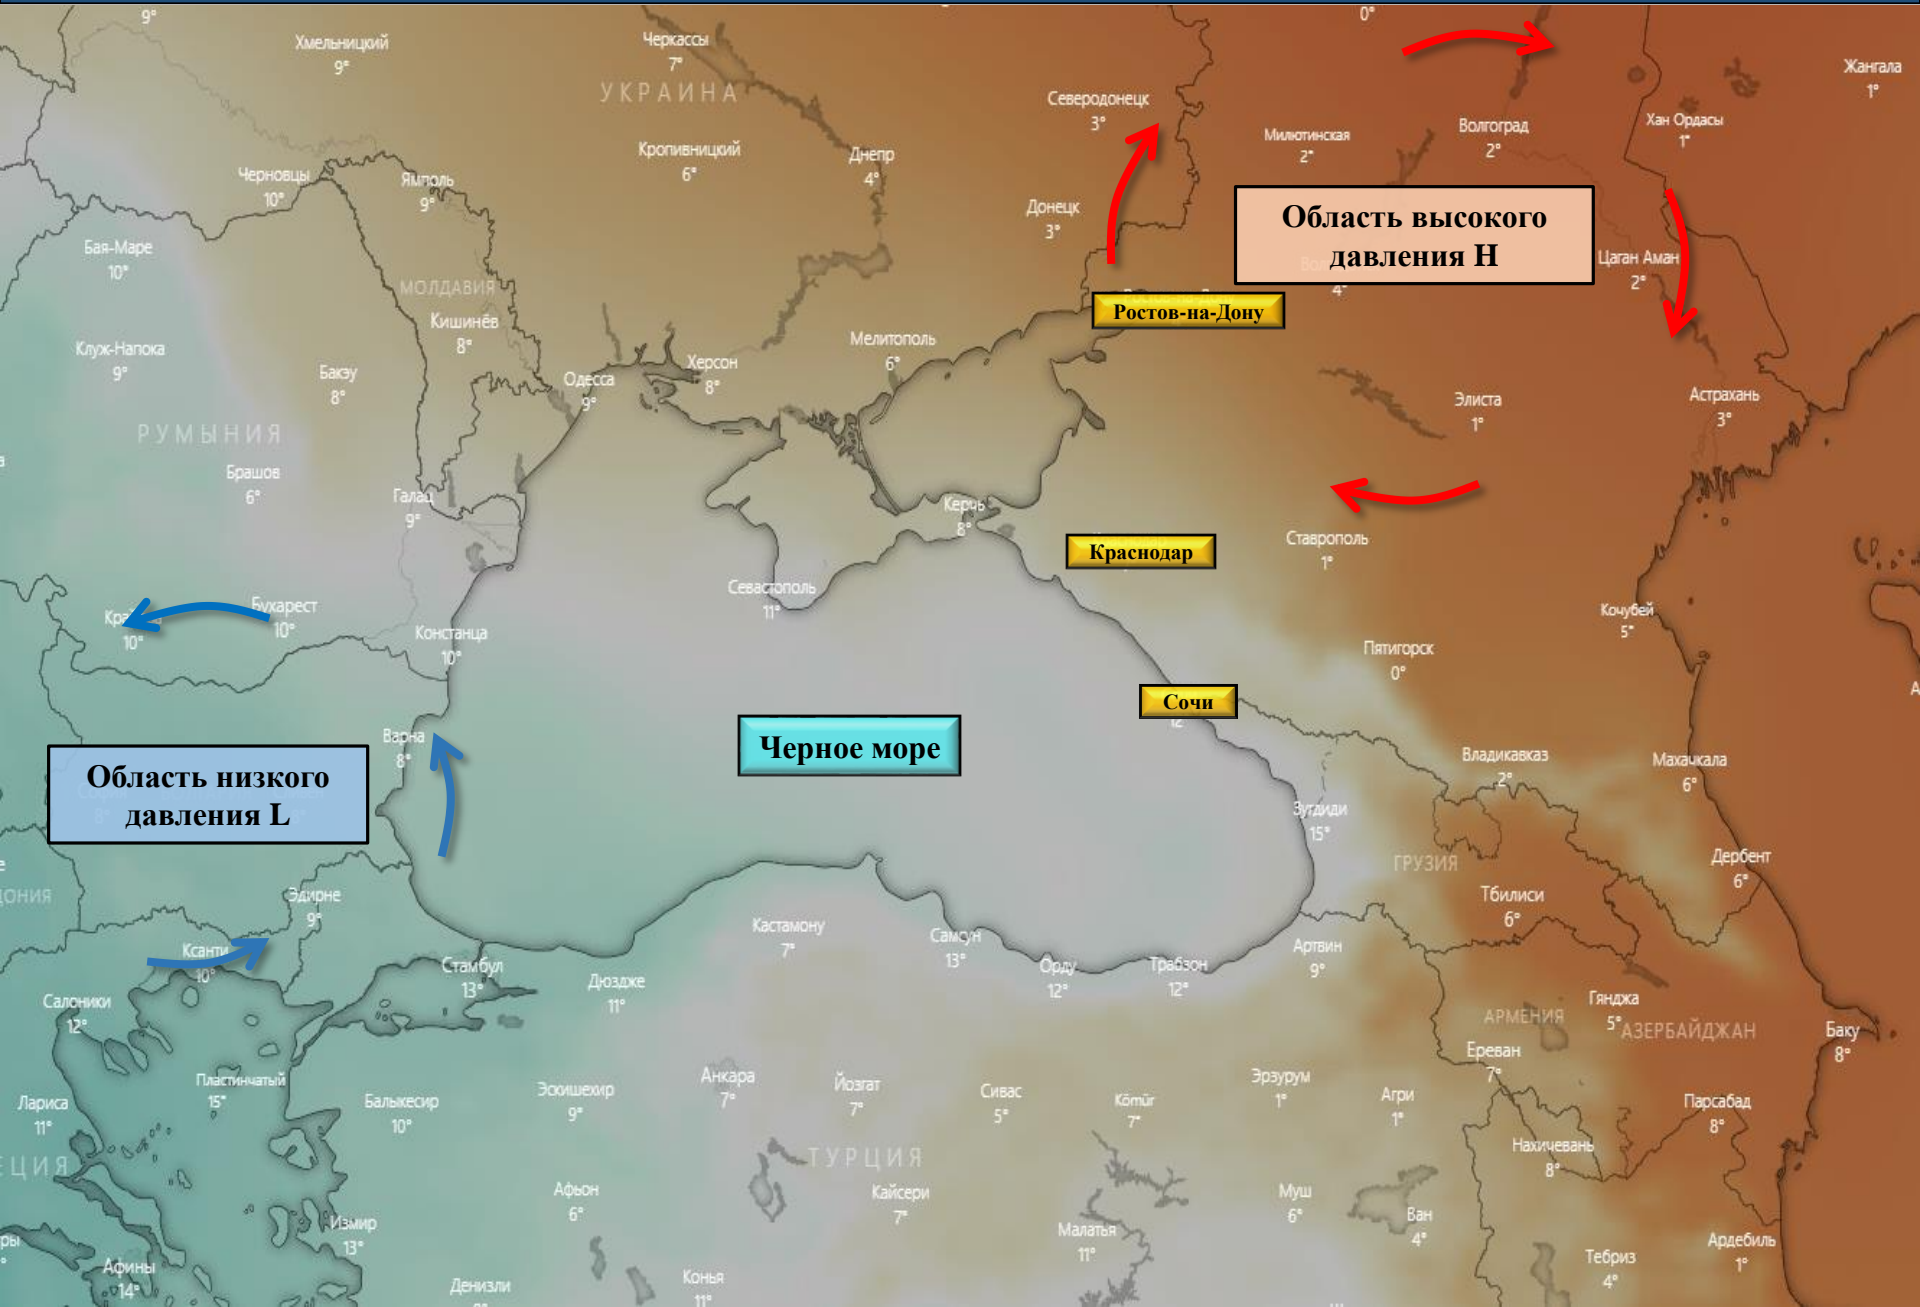 9°
0°
Хмельницкий
9°
Черкассы
7°
УКРАИНА
Жангала
1°
Северодонецк
3°
Милютинская
2°
Волгоград
2°
Хан Ордасы
1°
Кропивницкий
6°
Днепр
4°
Черновцы
10°
Ямполь
9°
Донецк
3°
Область высокого
давления H
Бая-Маре
10°
Цаган Аман
2°
4°
МОЛДАВИЯ
Кишинёв
8°
Ростов-на-Дону
Клуж-Напока
9°
Мелитополь
6°
Бакэу
8°
Одесса
9°
Херсон
8°
Элиста
1°
Астрахань
3°
РУМЫНИЯ
Брашов
6°
Галац
9°
Керчь
8°
Краснодар
Ставрополь
1°
Севастополь
11°
Бухарест
10°
10°
Констанца
10°
Кочубей
5°
Пятигорск
0°
Сочи
12
Черное море
Варна
8°
Область низкого
давления L
Владикавказ
2°
Махачкала
6°
Зугдиди
15°
ГРУЗИЯ
Дербент
6°
Тбилиси
6°
Эдирне
9°
Кастамону
7°
Самсун
13°
Ксанти
10°
Стамбул
13°
Дюздже
11°
Орду
12°
Трабзон
12°
Артвин
9°
Салоники
12°
Гянджа
5°
АРМЕНИЯ
АЗЕРБАЙДЖАН
Баку
8°
Ереван
7°
Пластинчатый
15°
Лариса
11°
Балыкесир
10°
Эскишехир
9°
Анкара
7°
Йозгат
7°
Сивас
5°
Kömür
7°
Эрзурум
1°
Агри
1°
Парсабад
8°
Нахичевань
8°
ЕЦИЯ
ТУРЦИЯ
Афьон
6°
Кайсери
7°
Муш
6°
Ван
4°
Измир
13°
Малатья
11°
Ардебиль
1°
Тебриз
4°
Афины
14°
Денизли
Конья
11°